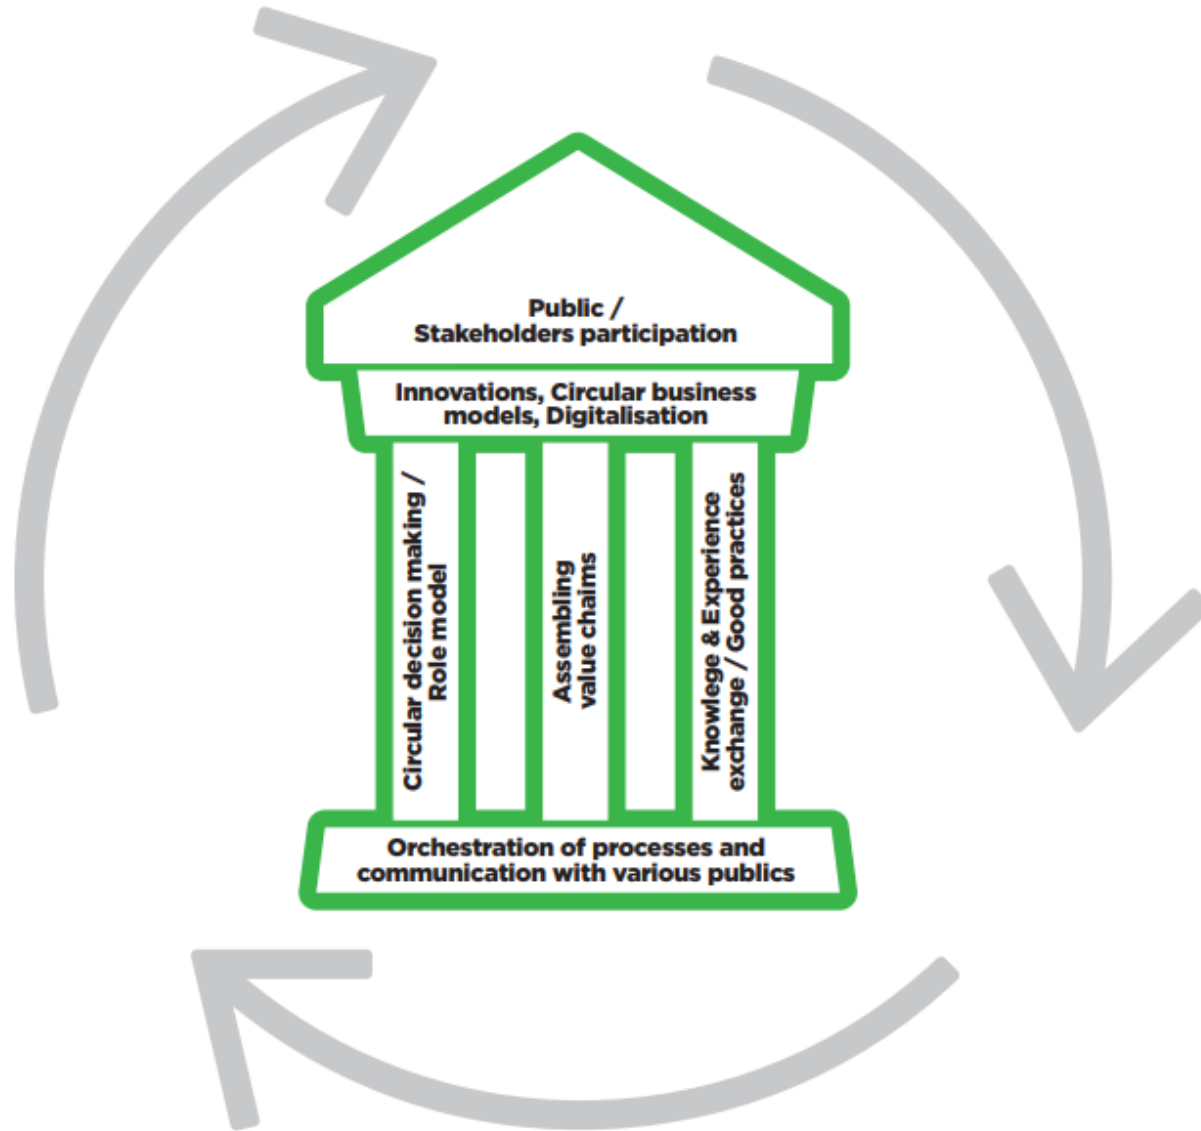 Public /
Stakeholders participation
Innovations, Circular business
models, Digitalisation
Circular decision making /
Role model
Assembling
value chaims
Knowlege & Experience
exchange / Good practices
Orchestration of processes and
communication with various publics